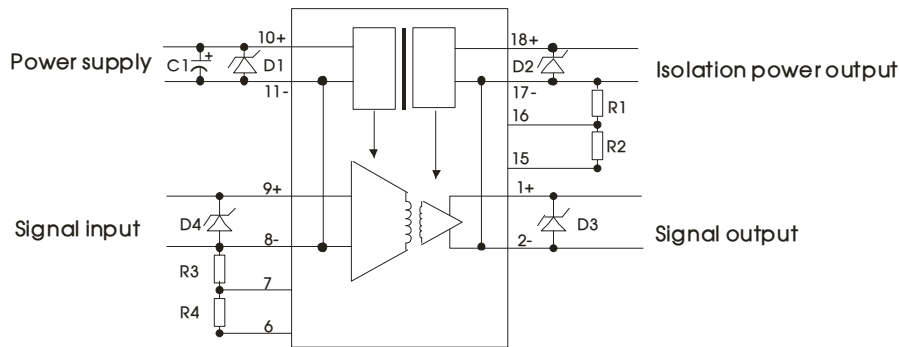 10+
18+
Power supply
C1
+
D1
D2
Isolation power output
11-
17-
R1
16
R2
15
9+
1+
D4
D3
Signal input
8-
2-
Signal output
R3
7
R4
6